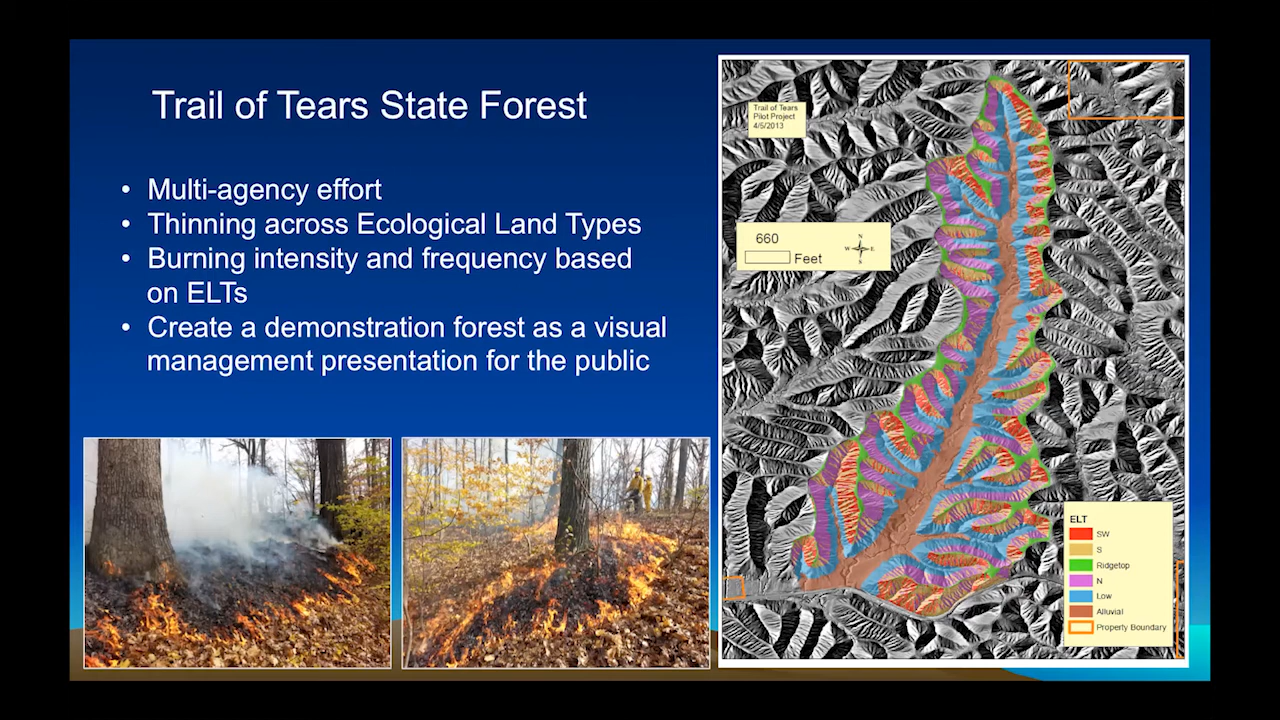 Trail of Tears State Forest
• Multi-agency effort
• Thinning across Ecological Land Types
• Burning intensity and frequency based
on ELTs
• Create a demonstration forest as a visual
management presentation for the public
Trail of Tears
Pilot Project
4/5/2013
660
Feet
N
W E
S
ELT
SW
S
Ridgetop
N
Low
Alluvial
Property Boundary